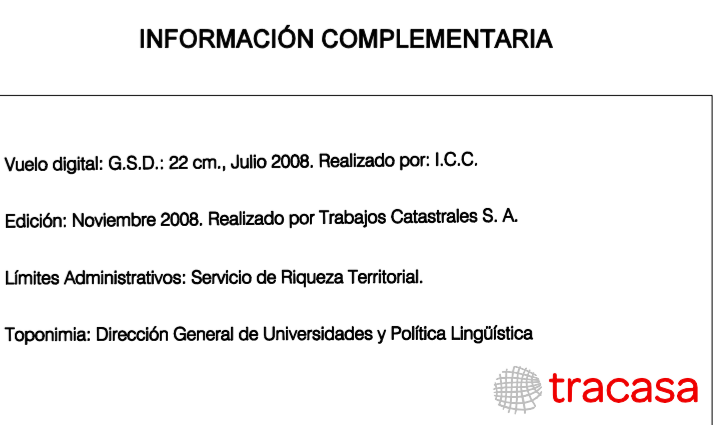 INFORMACIÓN COMPLEMENTARIA
Vuelo digital: G.S.D.: 22 cm., Julio 2008. Realizado por: I.C.C.
Edición: Noviembre 2008. Realizado por Trabajos Catastrales S. A.
Límites Administrativos: Servicio de Riqueza Territorial.
Toponimia: Dirección General de Universidades y Política Lingüística
tracasa